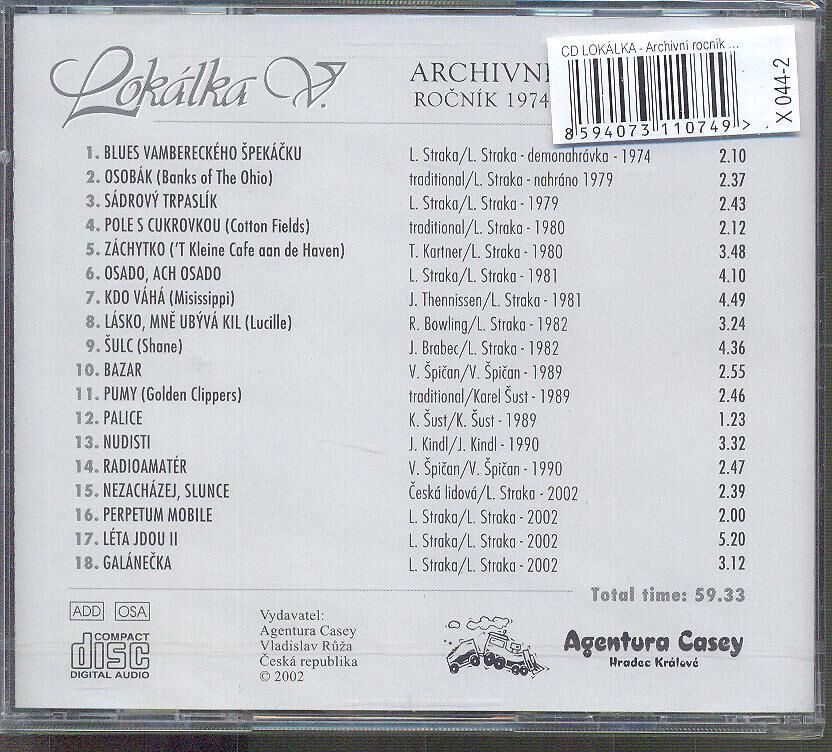 Lokálka V.
ARCHIVNÍ
ROČNÍK 1974
CD LOKÁLKA - Archivní ročník ...
8 594073 110749 >
X 044-2
1. BLUES VAMBERECKÉHO ŠPEKÁČKU L. Straka/L. Straka - demonahrávka - 1974 2.10
2. OSOBÁK (Banks of The Ohio) traditional/L. Straka - nahráno 1979 2.37
3. SÁDROVÝ TRPASLÍK L. Straka/L. Straka - 1979 2.43
4. POLE S CUKROVKOU (Cotton Fields) traditional/L. Straka - 1980 2.12
5. ZÁCHYTKO ('T Kleine Cafe aan de Haven) T. Kartner/L. Straka - 1980 3.48
6. OSADO, ACH OSADO L. Straka/L. Straka - 1981 4.10
7. KDO VÁHÁ (Misissippi) J. Thennissen/L. Straka - 1981 4.49
8. LÁSKO, MNĚ UBÝVÁ KIL (Lucille) R. Bowling/L. Straka - 1982 3.24
9. ŠULC (Shane) J. Brabec/L. Straka - 1982 4.36
10. BAZAR V. Špičan/V. Špičan - 1989 2.55
11. PUMY (Golden Clippers) traditional/Karel Šust - 1989 2.46
12. PALICE K. Šust/K. Šust - 1989 1.23
13. NUDISTI J. Kindl/J. Kindl - 1990 3.32
14. RADIOAMATÉR V. Špičan/V. Špičan - 1990 2.47
15. NEZACHÁZEJ, SLUNCE Česká lidová/L. Straka - 2002 2.39
16. PERPETUM MOBILE L. Straka/L. Straka - 2002 2.00
17. LÉTA JDOU II L. Straka/L. Straka - 2002 5.20
18. GALÁNEČKA L. Straka/L. Straka - 2002 3.12
Total time: 59.33
ADD OSA
COMPACT
disc
DIGITAL AUDIO
Vydavatel:
Agentura Casey
Vladislav Růža
Česká republika
© 2002
Agentura Casey
Hradec Králové